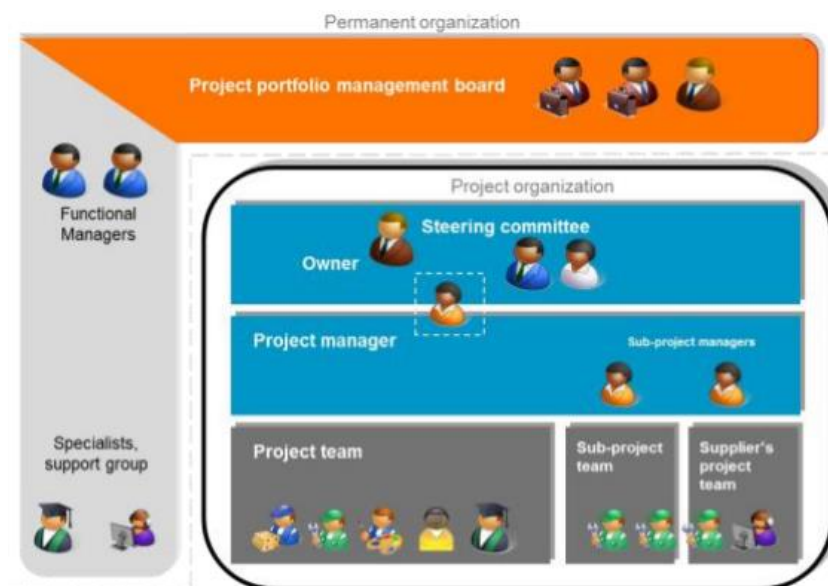 Permanent organization
Project portfolio management board
Functional
Managers
Project organization
Steering committee
Owner
Project manager
Sub-project managers
Specialists,
support group
Project team
Sub-project
team
Supplier's
project
team